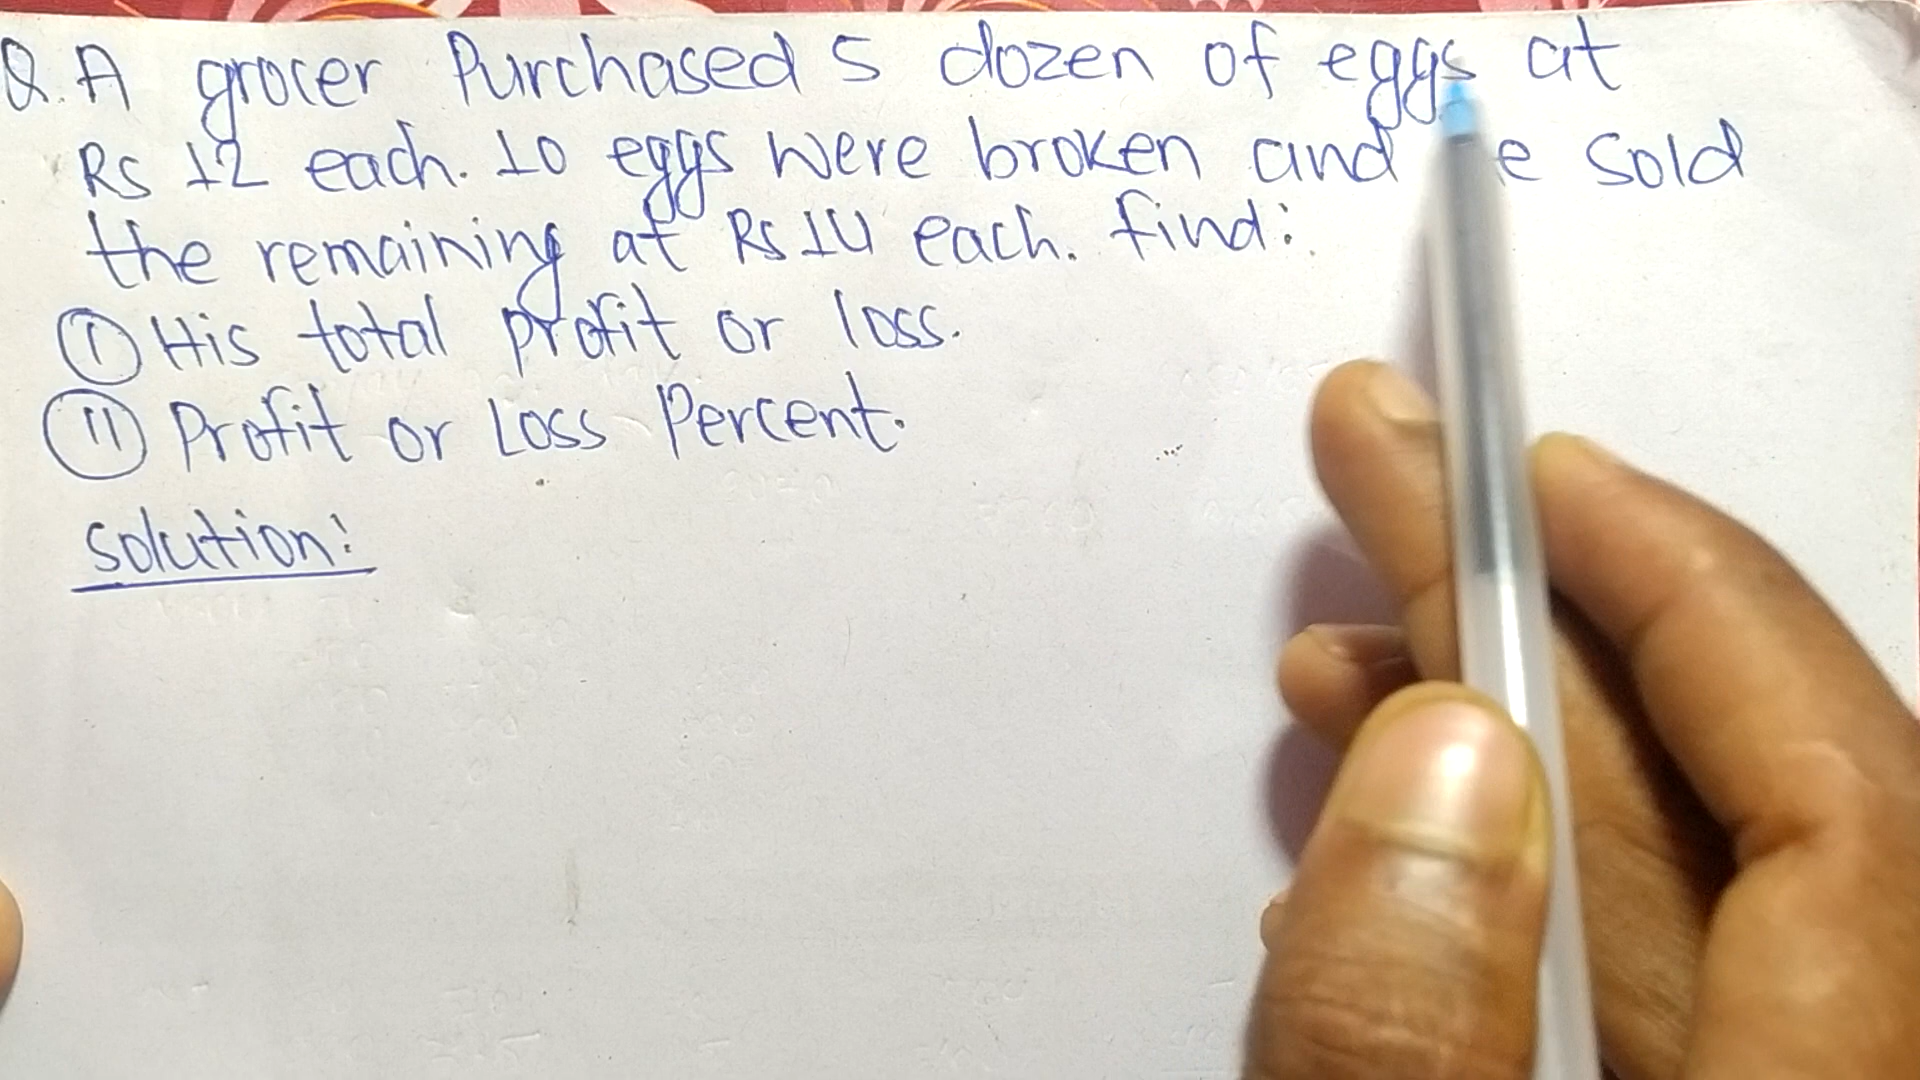 Q. A grocer Purchased 5 dozen of eggs at
Rs 12 each. 10 eggs were broken and e sold
the remaining at Rs 14 each. find:
(I) His total profit or loss.
(II) Profit or Loss Percent.
Solution: